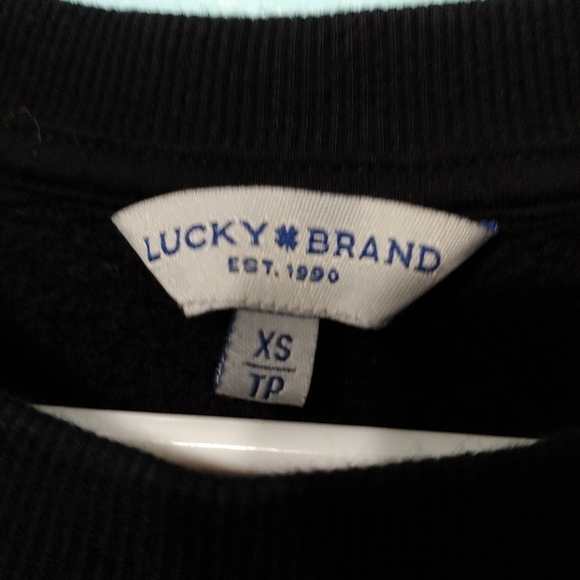 LUCKY BRAND
EST. 1990
XS
TP